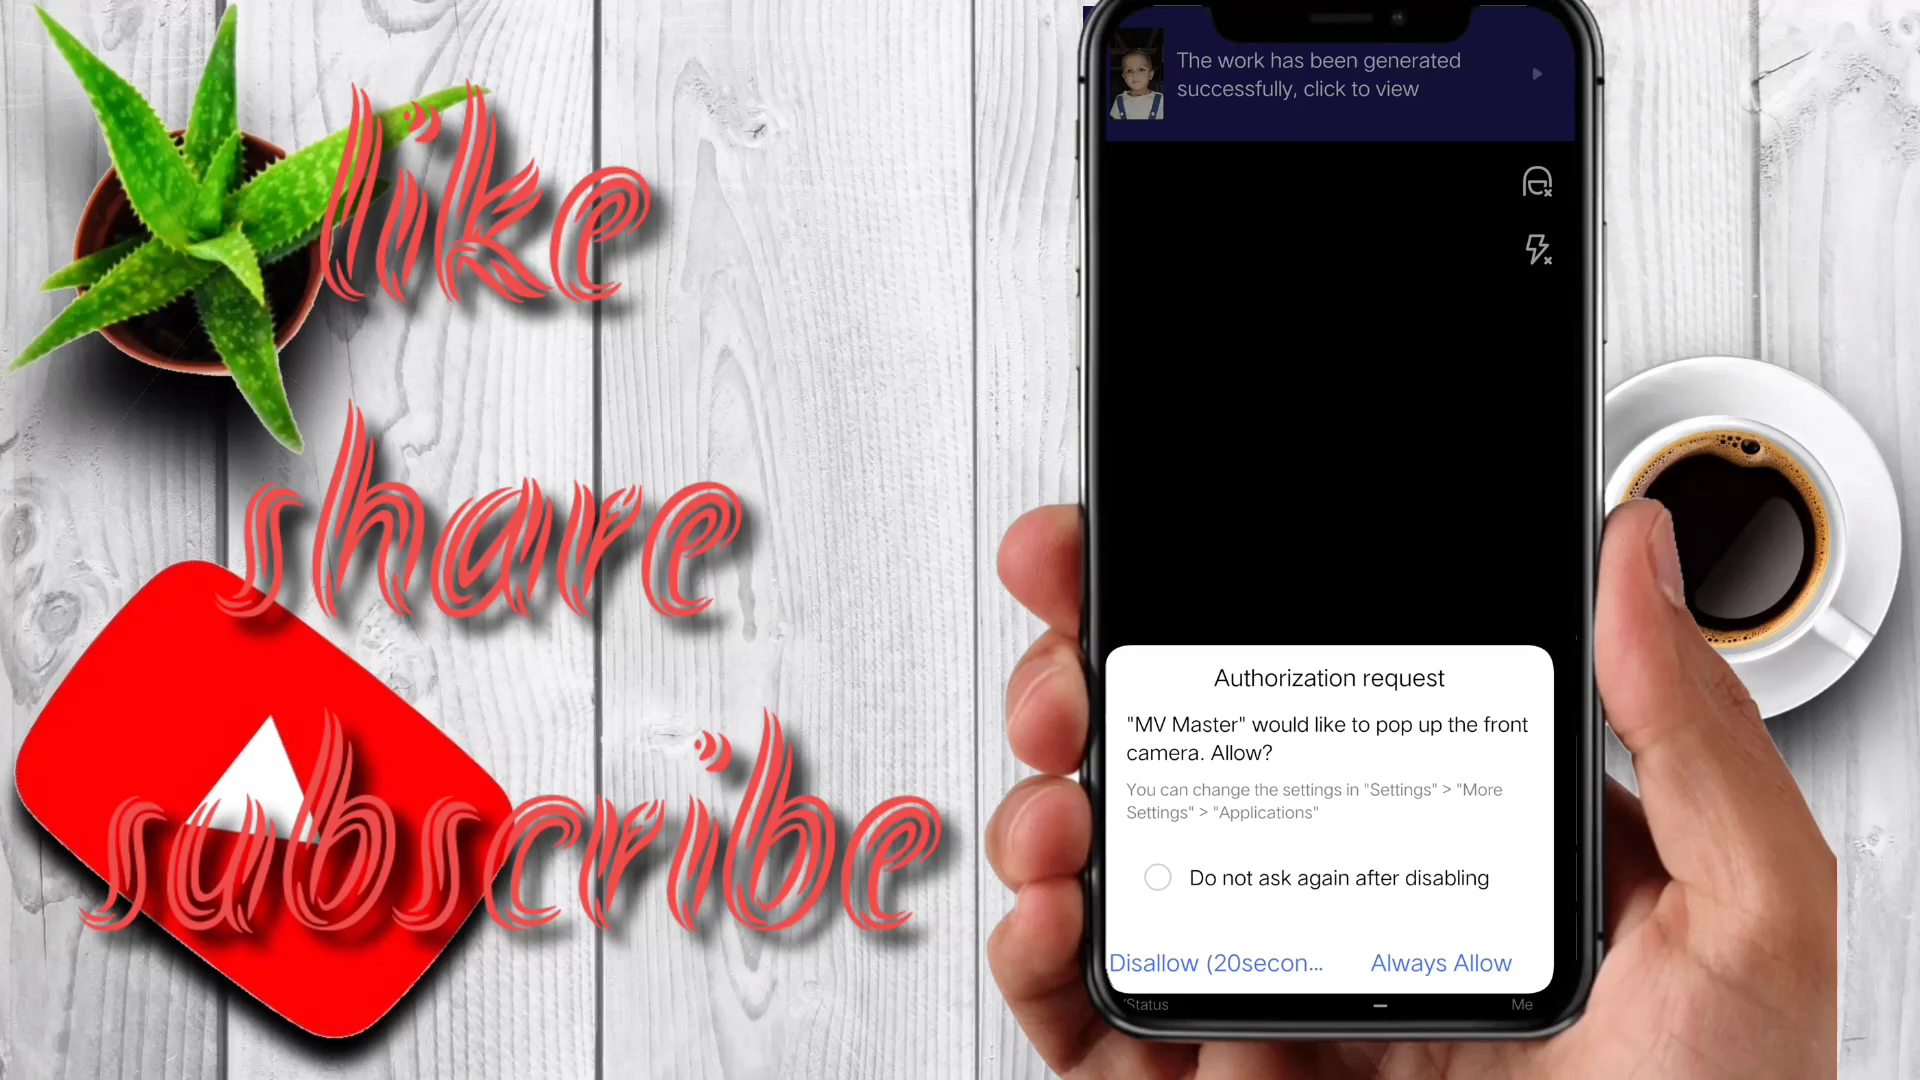 like
share
subscribe
The work has been generated
successfully, click to view
Authorization request
"MV Master" would like to pop up the front
camera. Allow?
You can change the settings in "Settings" > "More
Settings" > "Applications"
Do not ask again after disabling
Disallow (20secon... Always Allow
/Status Me